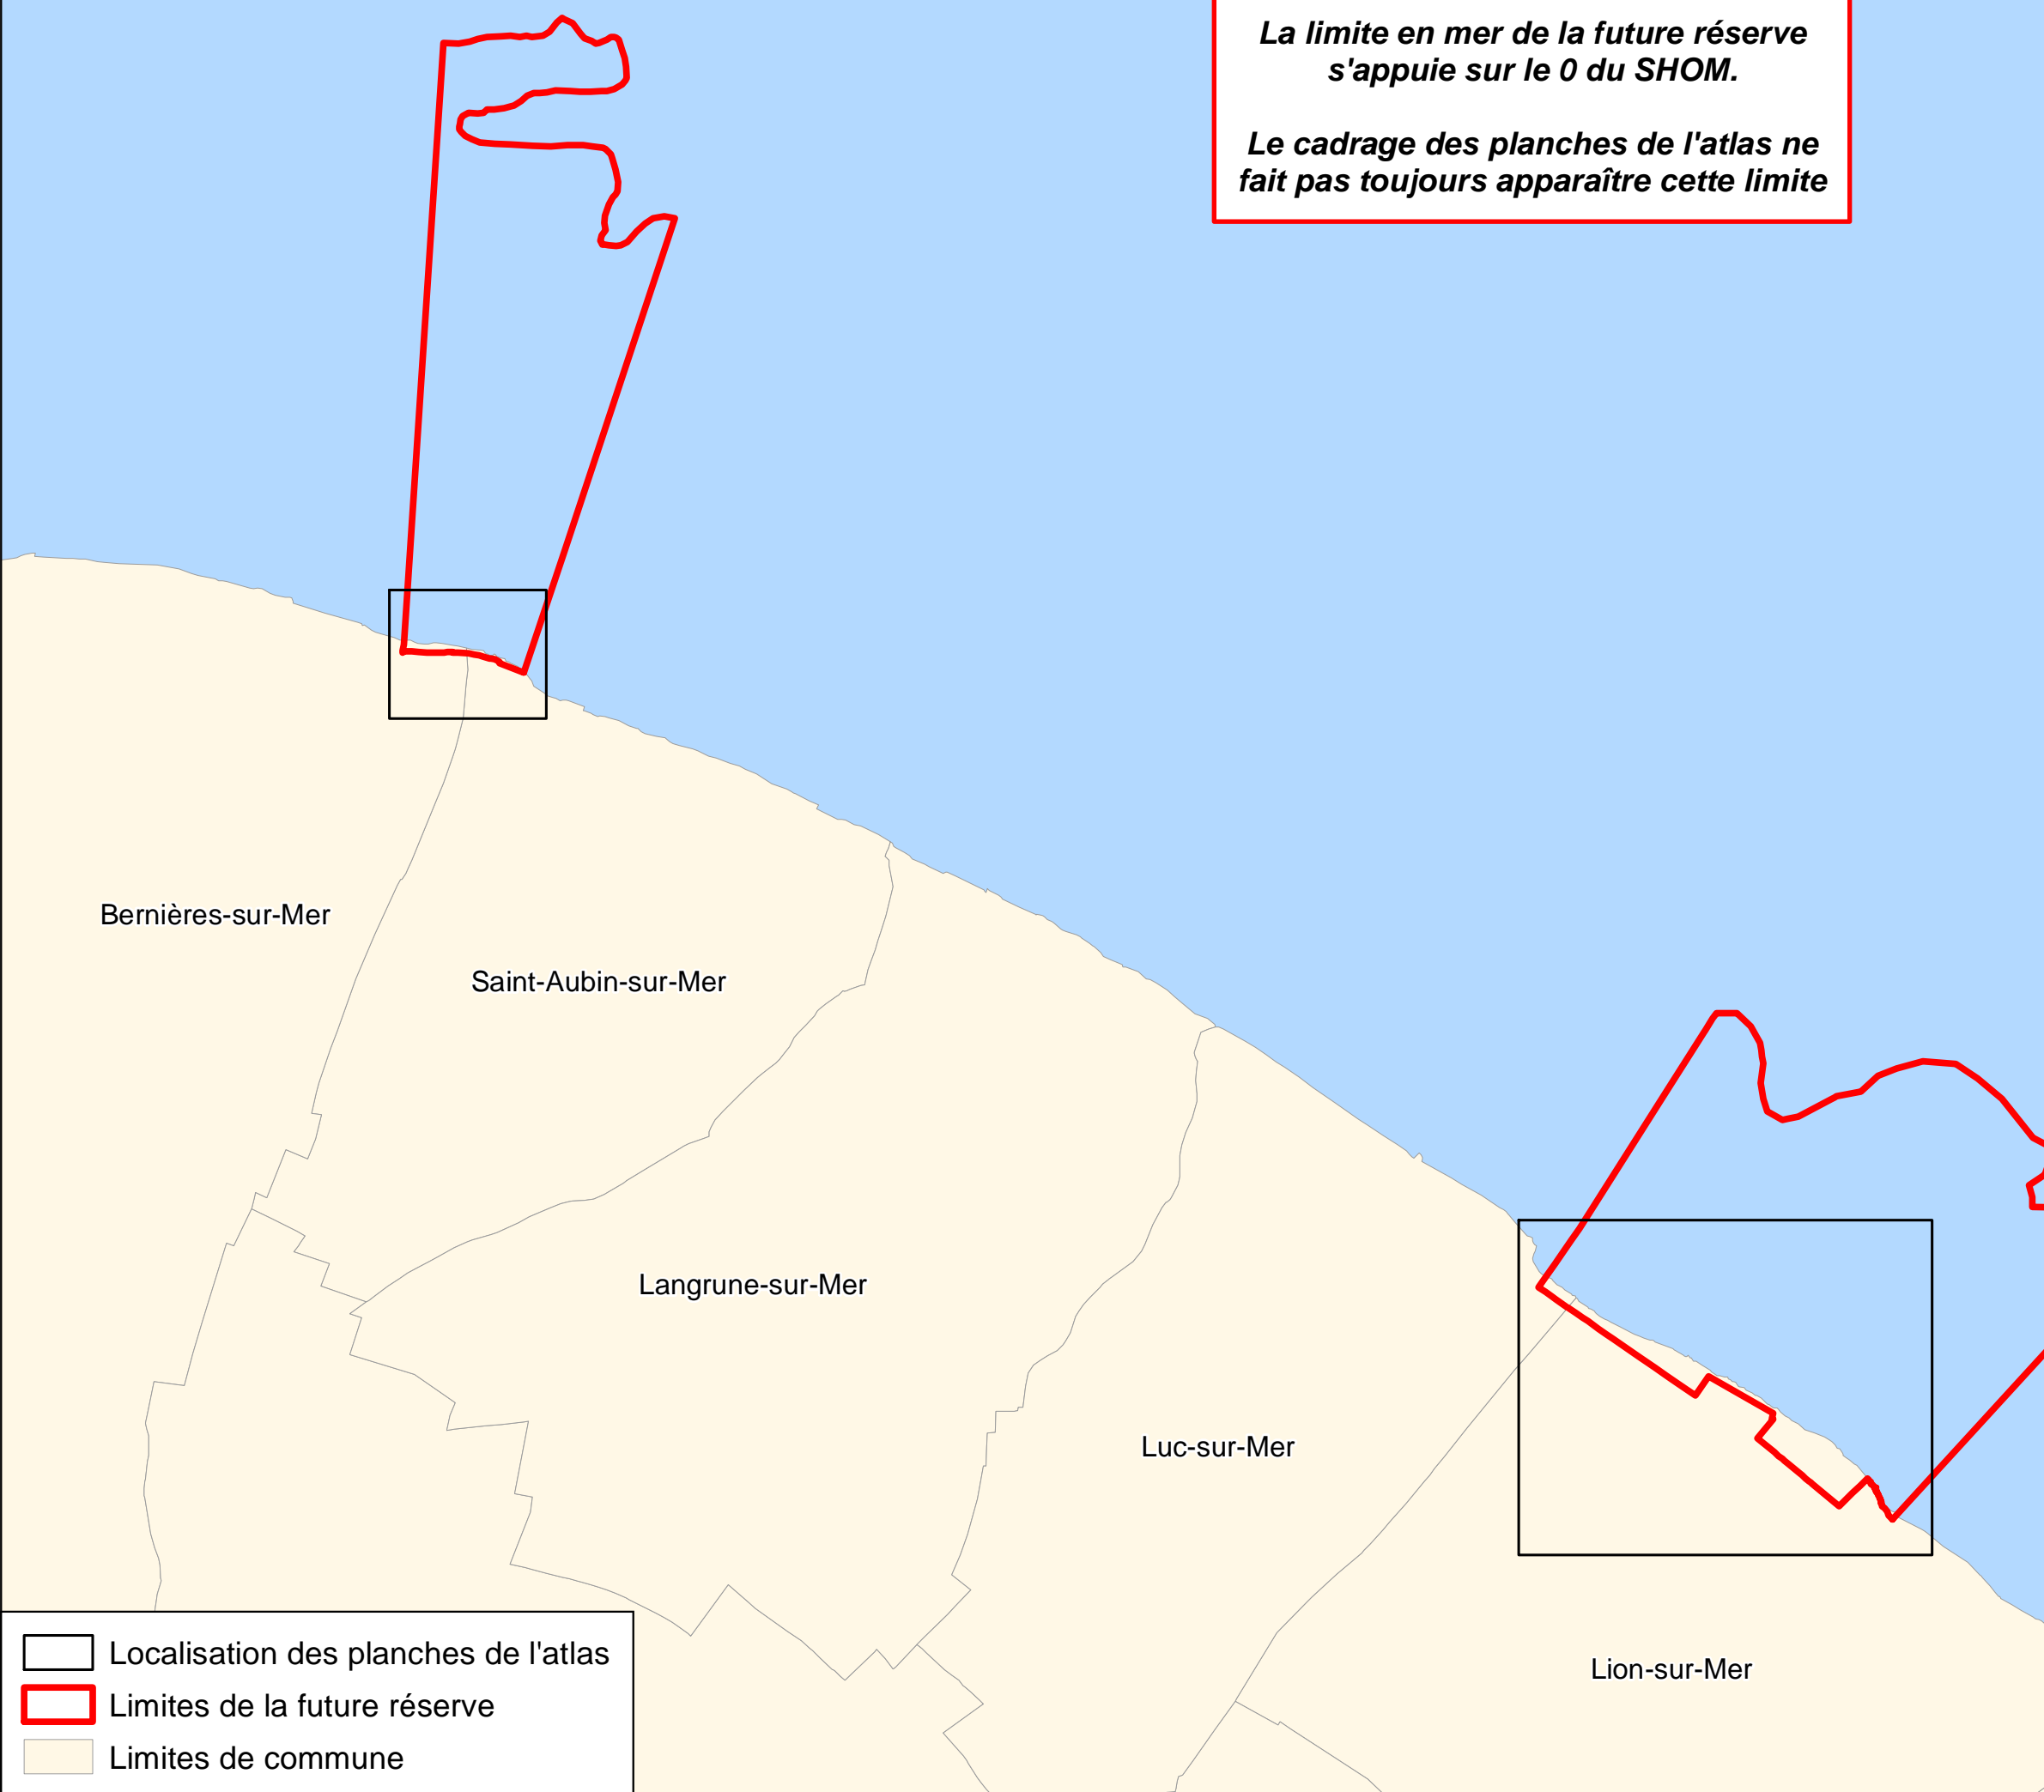 La limite en mer de la future réserve
s'appuie sur le 0 du SHOM.
Le cadrage des planches de l'atlas ne
fait pas toujours apparaître cette limite
Bernières-sur-Mer
Saint-Aubin-sur-Mer
Langrune-sur-Mer
Luc-sur-Mer
Lion-sur-Mer
Localisation des planches de l'atlas
Limites de la future réserve
Limites de commune